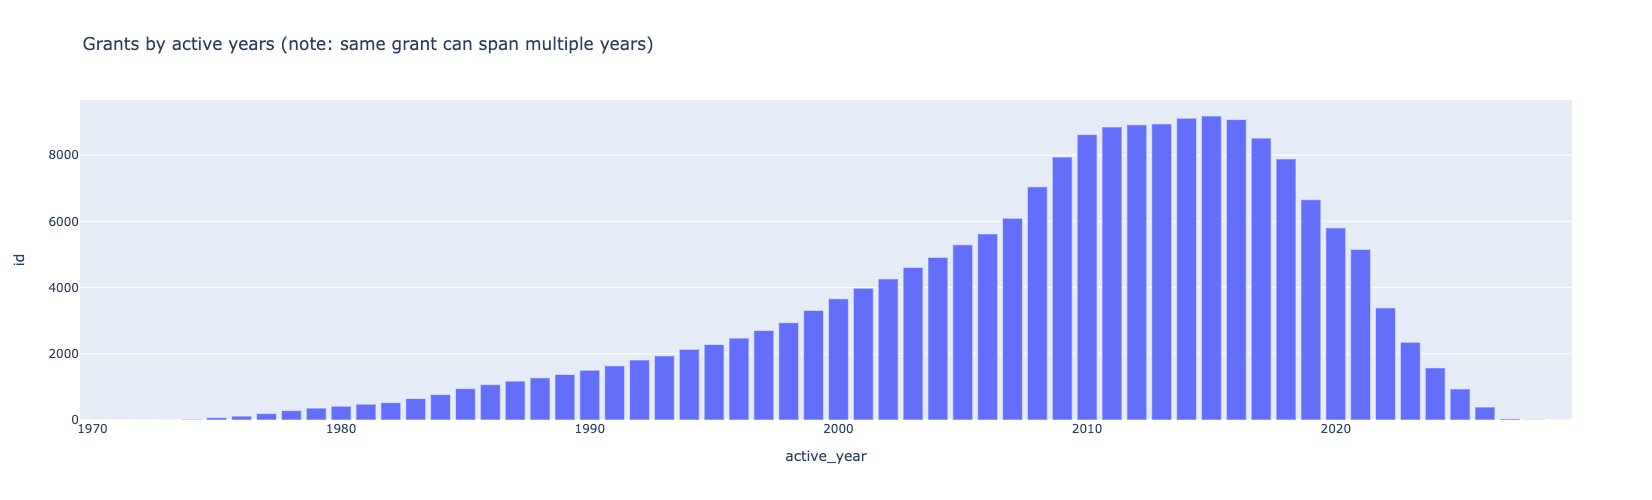 Grants by active years (note: same grant can span multiple years)
8000
6000
4000
2000
0
id
1970 1980 1990 2000 2010 2020
active_year